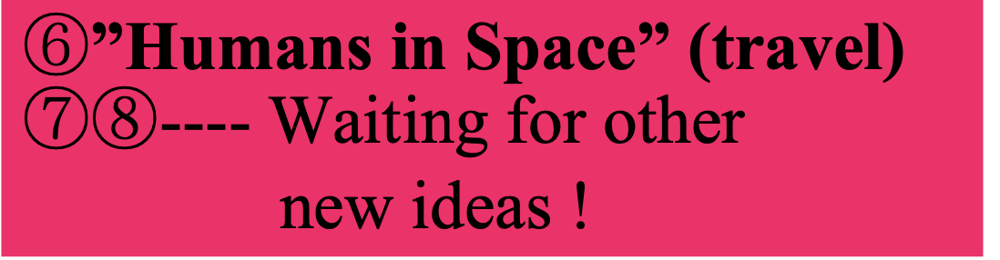 ⑥”Humans in Space” (travel)
⑦⑧---- Waiting for other
new ideas !